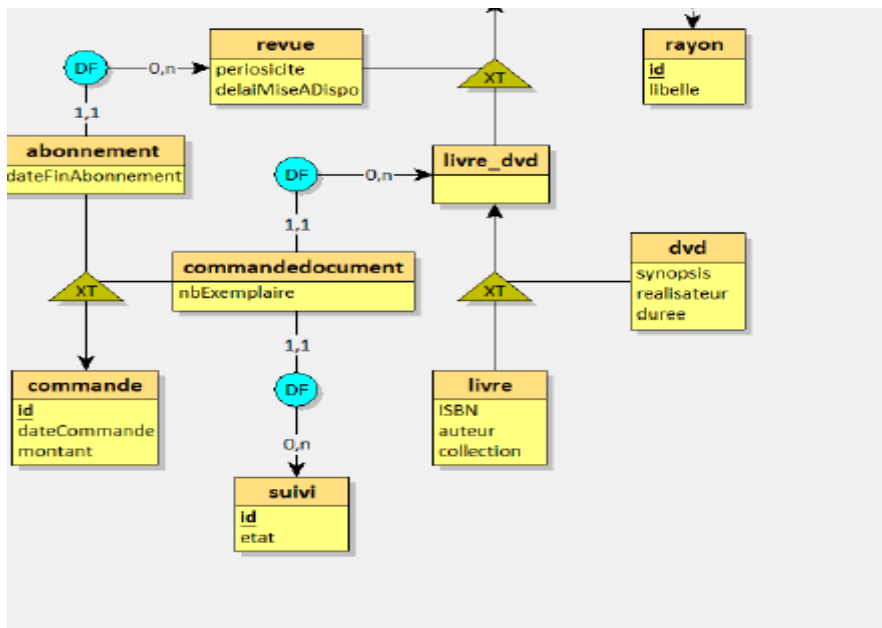 revue
periosicite
delaiMiseADispo
DF
0,n
1,1
XT
rayon
id
libelle
abonnement
dateFinAbonnement
DF
0,n
1,1
livre_dvd
commandedocument
nbExemplaire
XT
XT
dvd
synopsis
realisateur
duree
1,1
DF
0,n
commande
id
dateCommande
montant
livre
ISBN
auteur
collection
suivi
id
etat